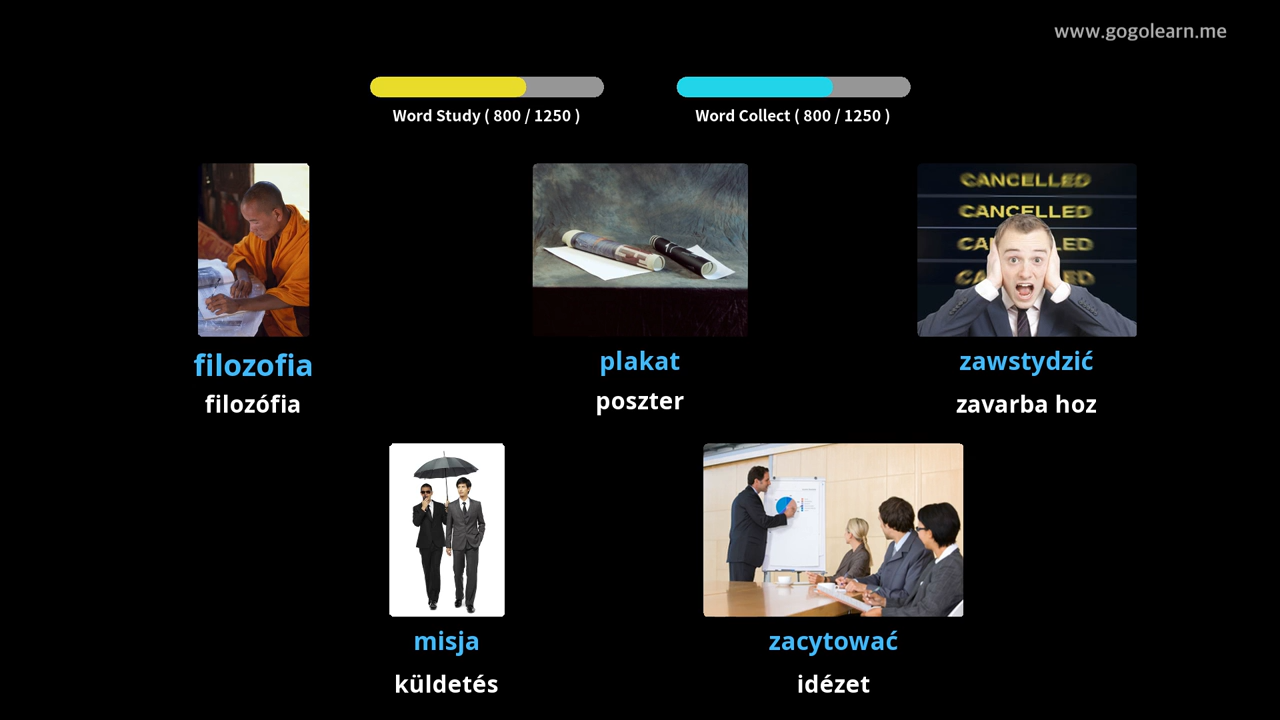 www.gogolearn.me
Word Study ( 800 / 1250 )
Word Collect ( 800 / 1250 )
CANCELLED
CANCELLED
filozofia
filozófia
plakat
poszter
zawstydzić
zavarba hoz
misja
küldetés
zacytować
idézet